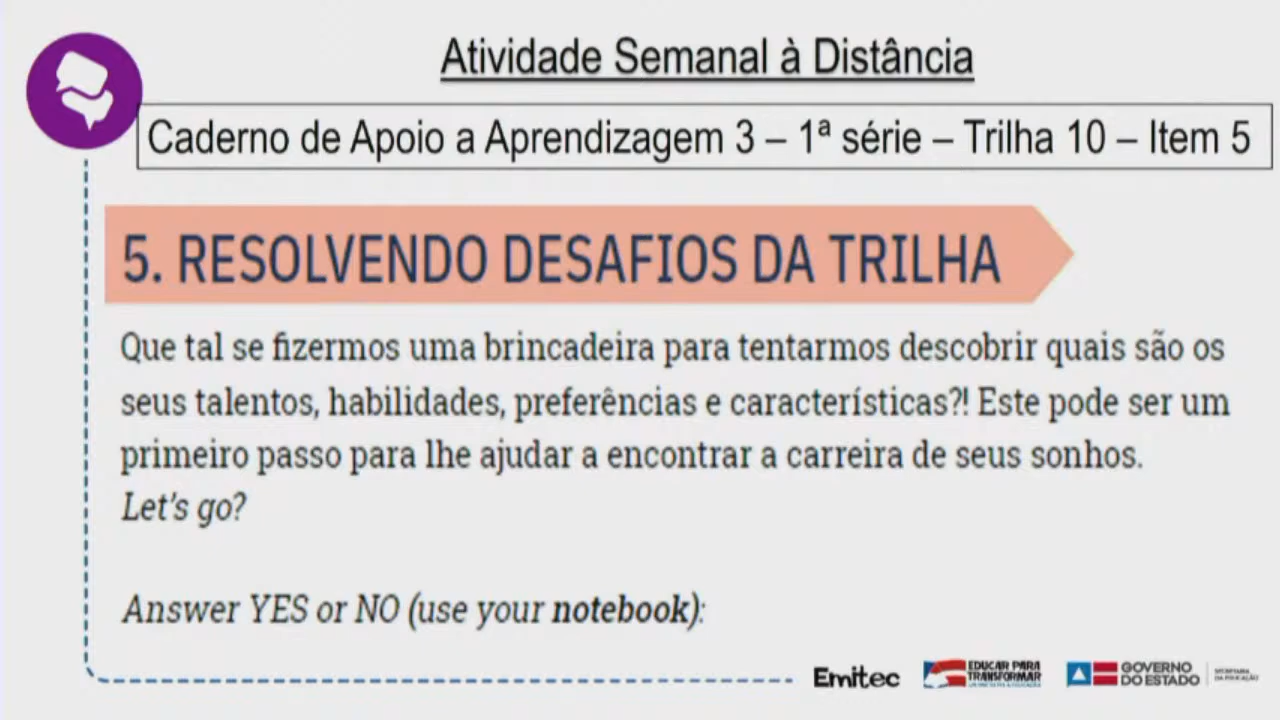 Atividade Semanal à Distância
Caderno de Apoio a Aprendizagem 3 – 1ª série – Trilha 10 – Item 5
5. RESOLVENDO DESAFIOS DA TRILHA
Que tal se fizermos uma brincadeira para tentarmos descobrir quais são os
seus talentos, habilidades, preferências e características?! Este pode ser um
primeiro passo para lhe ajudar a encontrar a carreira de seus sonhos.
Let's go?
Answer YES or NO (use your notebook):
Emitec
EDUCAR PARA
TRANSFORMAR
GOVERNO
DO ESTADO
SECRETARIA
DA EDUCAÇÃO